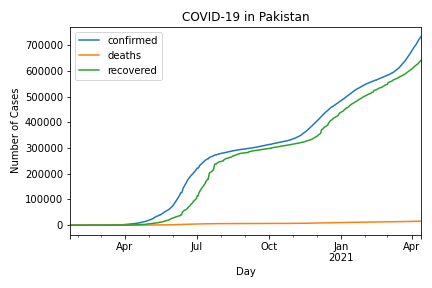 COVID-19 in Pakistan
confirmed
deaths
recovered
Number of Cases
700000
600000
500000
400000
300000
200000
100000
0
Apr
Jul
Oct
Jan
2021
Apr
Day